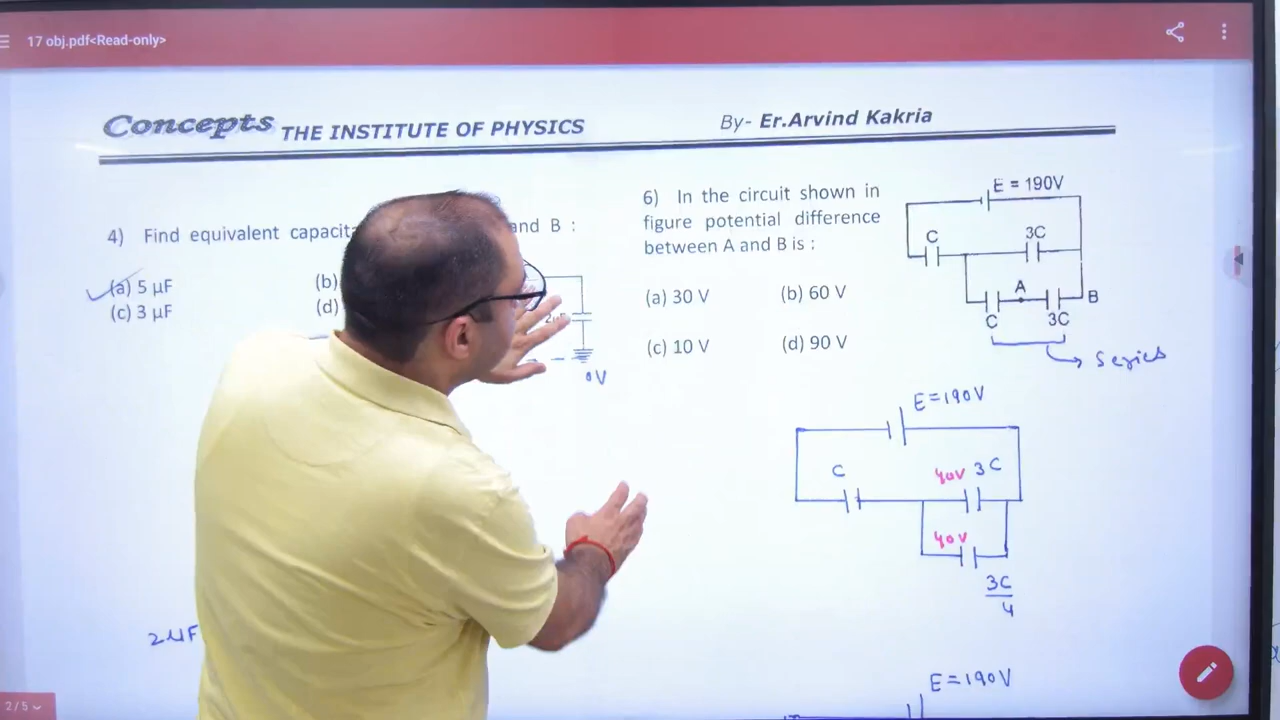 17 obj.pdf<Read-only>
Concepts THE INSTITUTE OF PHYSICS
By- Er.Arvind Kakria
4) Find equivalent and B :
(a) 5 μF (b)
(c) 3 μF (d)
0V
2μF
6) In the circuit shown in
figure potential difference
between A and B is :
(a) 30 V (b) 60 V
(c) 10 V (d) 90 V
E = 190V
C 3C
A
B
C 3C
Series
E=190V
C 40V 3C
40V
3C
4
E=190V
2/5